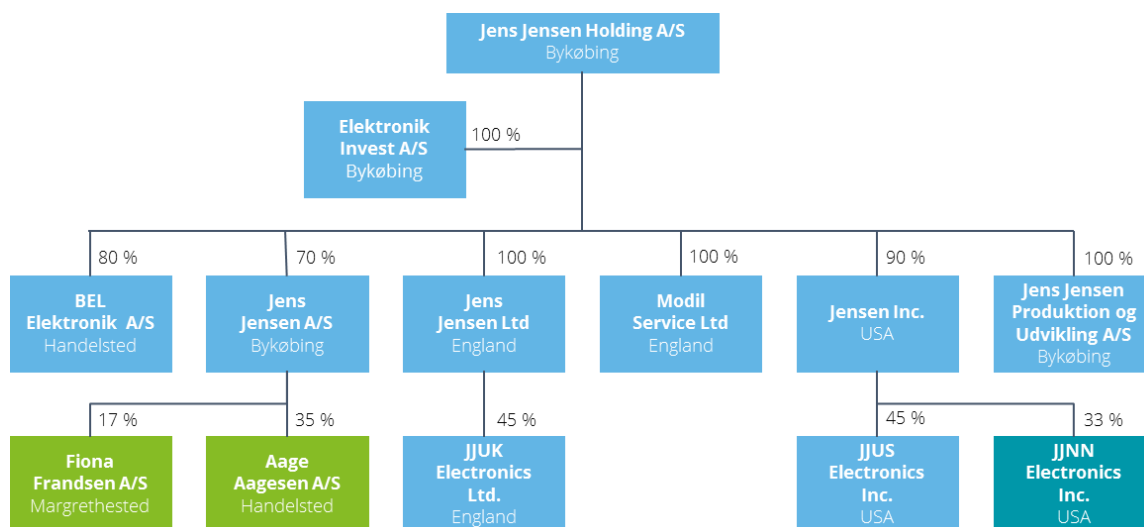 Jens Jensen Holding A/S
Bykøbing
Elektronik
Invest A/S
Bykøbing
100 %
80 %
70 %
100 %
100 %
90 %
100 %
BEL
Elektronik A/S
Handelsted
Jens
Jensen A/S
Bykøbing
Jens
Jensen Ltd
England
Modil
Service Ltd
England
Jensen Inc.
USA
Jens Jensen
Produktion og
Udvikling A/S
Bykøbing
17 %
35 %
45 %
45 %
33 %
Fiona
Frandsen A/S
Margrethested
Aage
Aagesen A/S
Handelsted
JJUK
Electronics
Ltd.
England
JJUS
Electronics
Inc.
USA
JJNN
Electronics
Inc.
USA